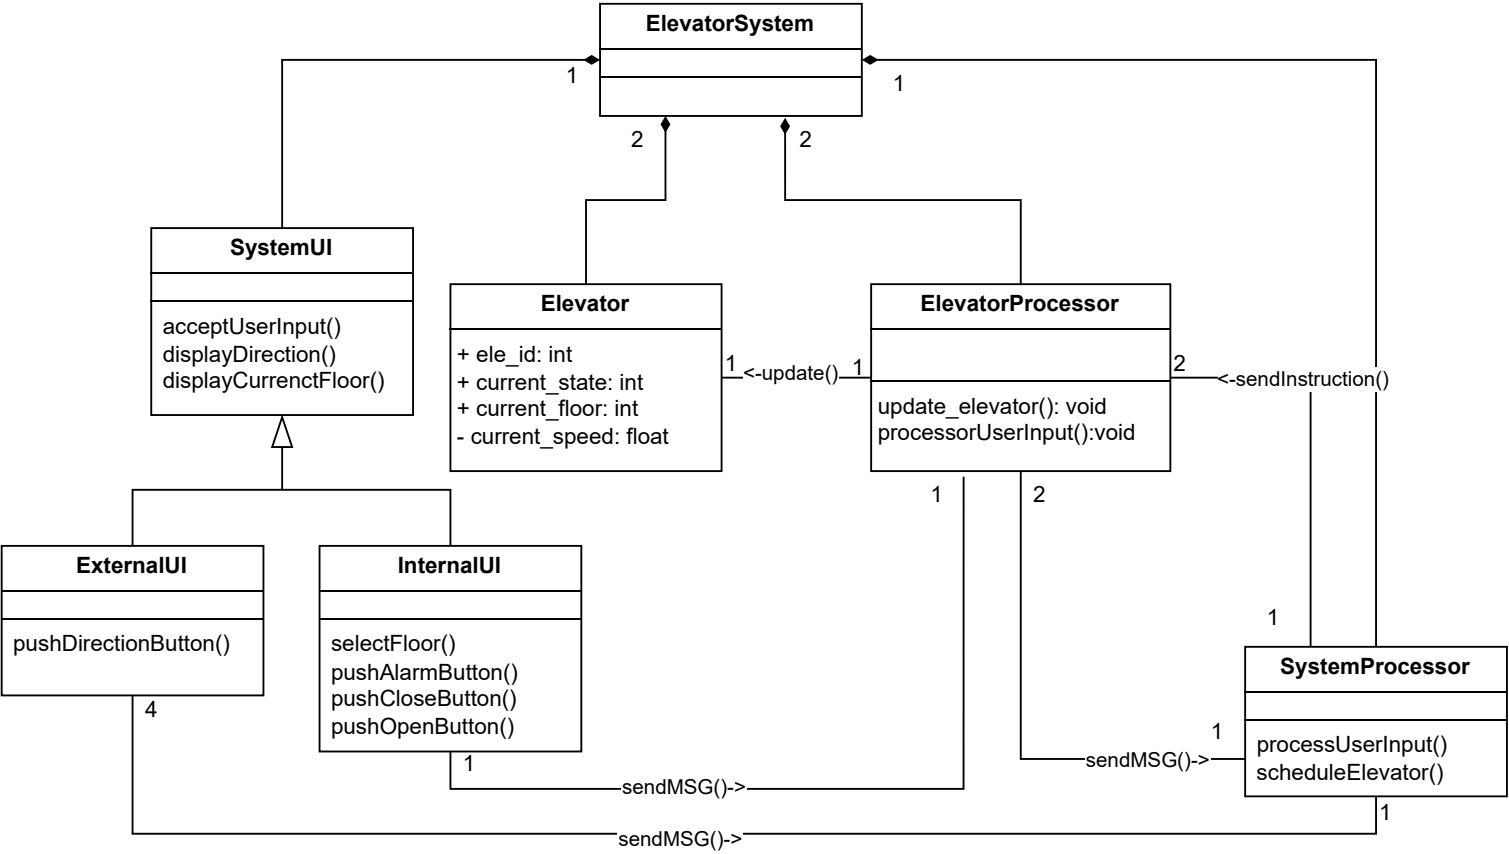 ElevatorSystem
1
1
2
2
SystemUI
acceptUserInput()
displayDirection()
displayCurrenctFloor()
Elevator
+ ele_id: int
+ current_state: int
+ current_floor: int
- current_speed: float
1
<-update()
1
ElevatorProcessor
update_elevator(): void
processorUserInput():void
2
<-sendInstruction()
1
2
ExternalUI
pushDirectionButton()
4
InternalUI
selectFloor()
pushAlarmButton()
pushCloseButton()
pushOpenButton()
1
sendMSG()->
1
SystemProcessor
processUserInput()
scheduleElevator()
1
sendMSG()->
1
sendMSG()->